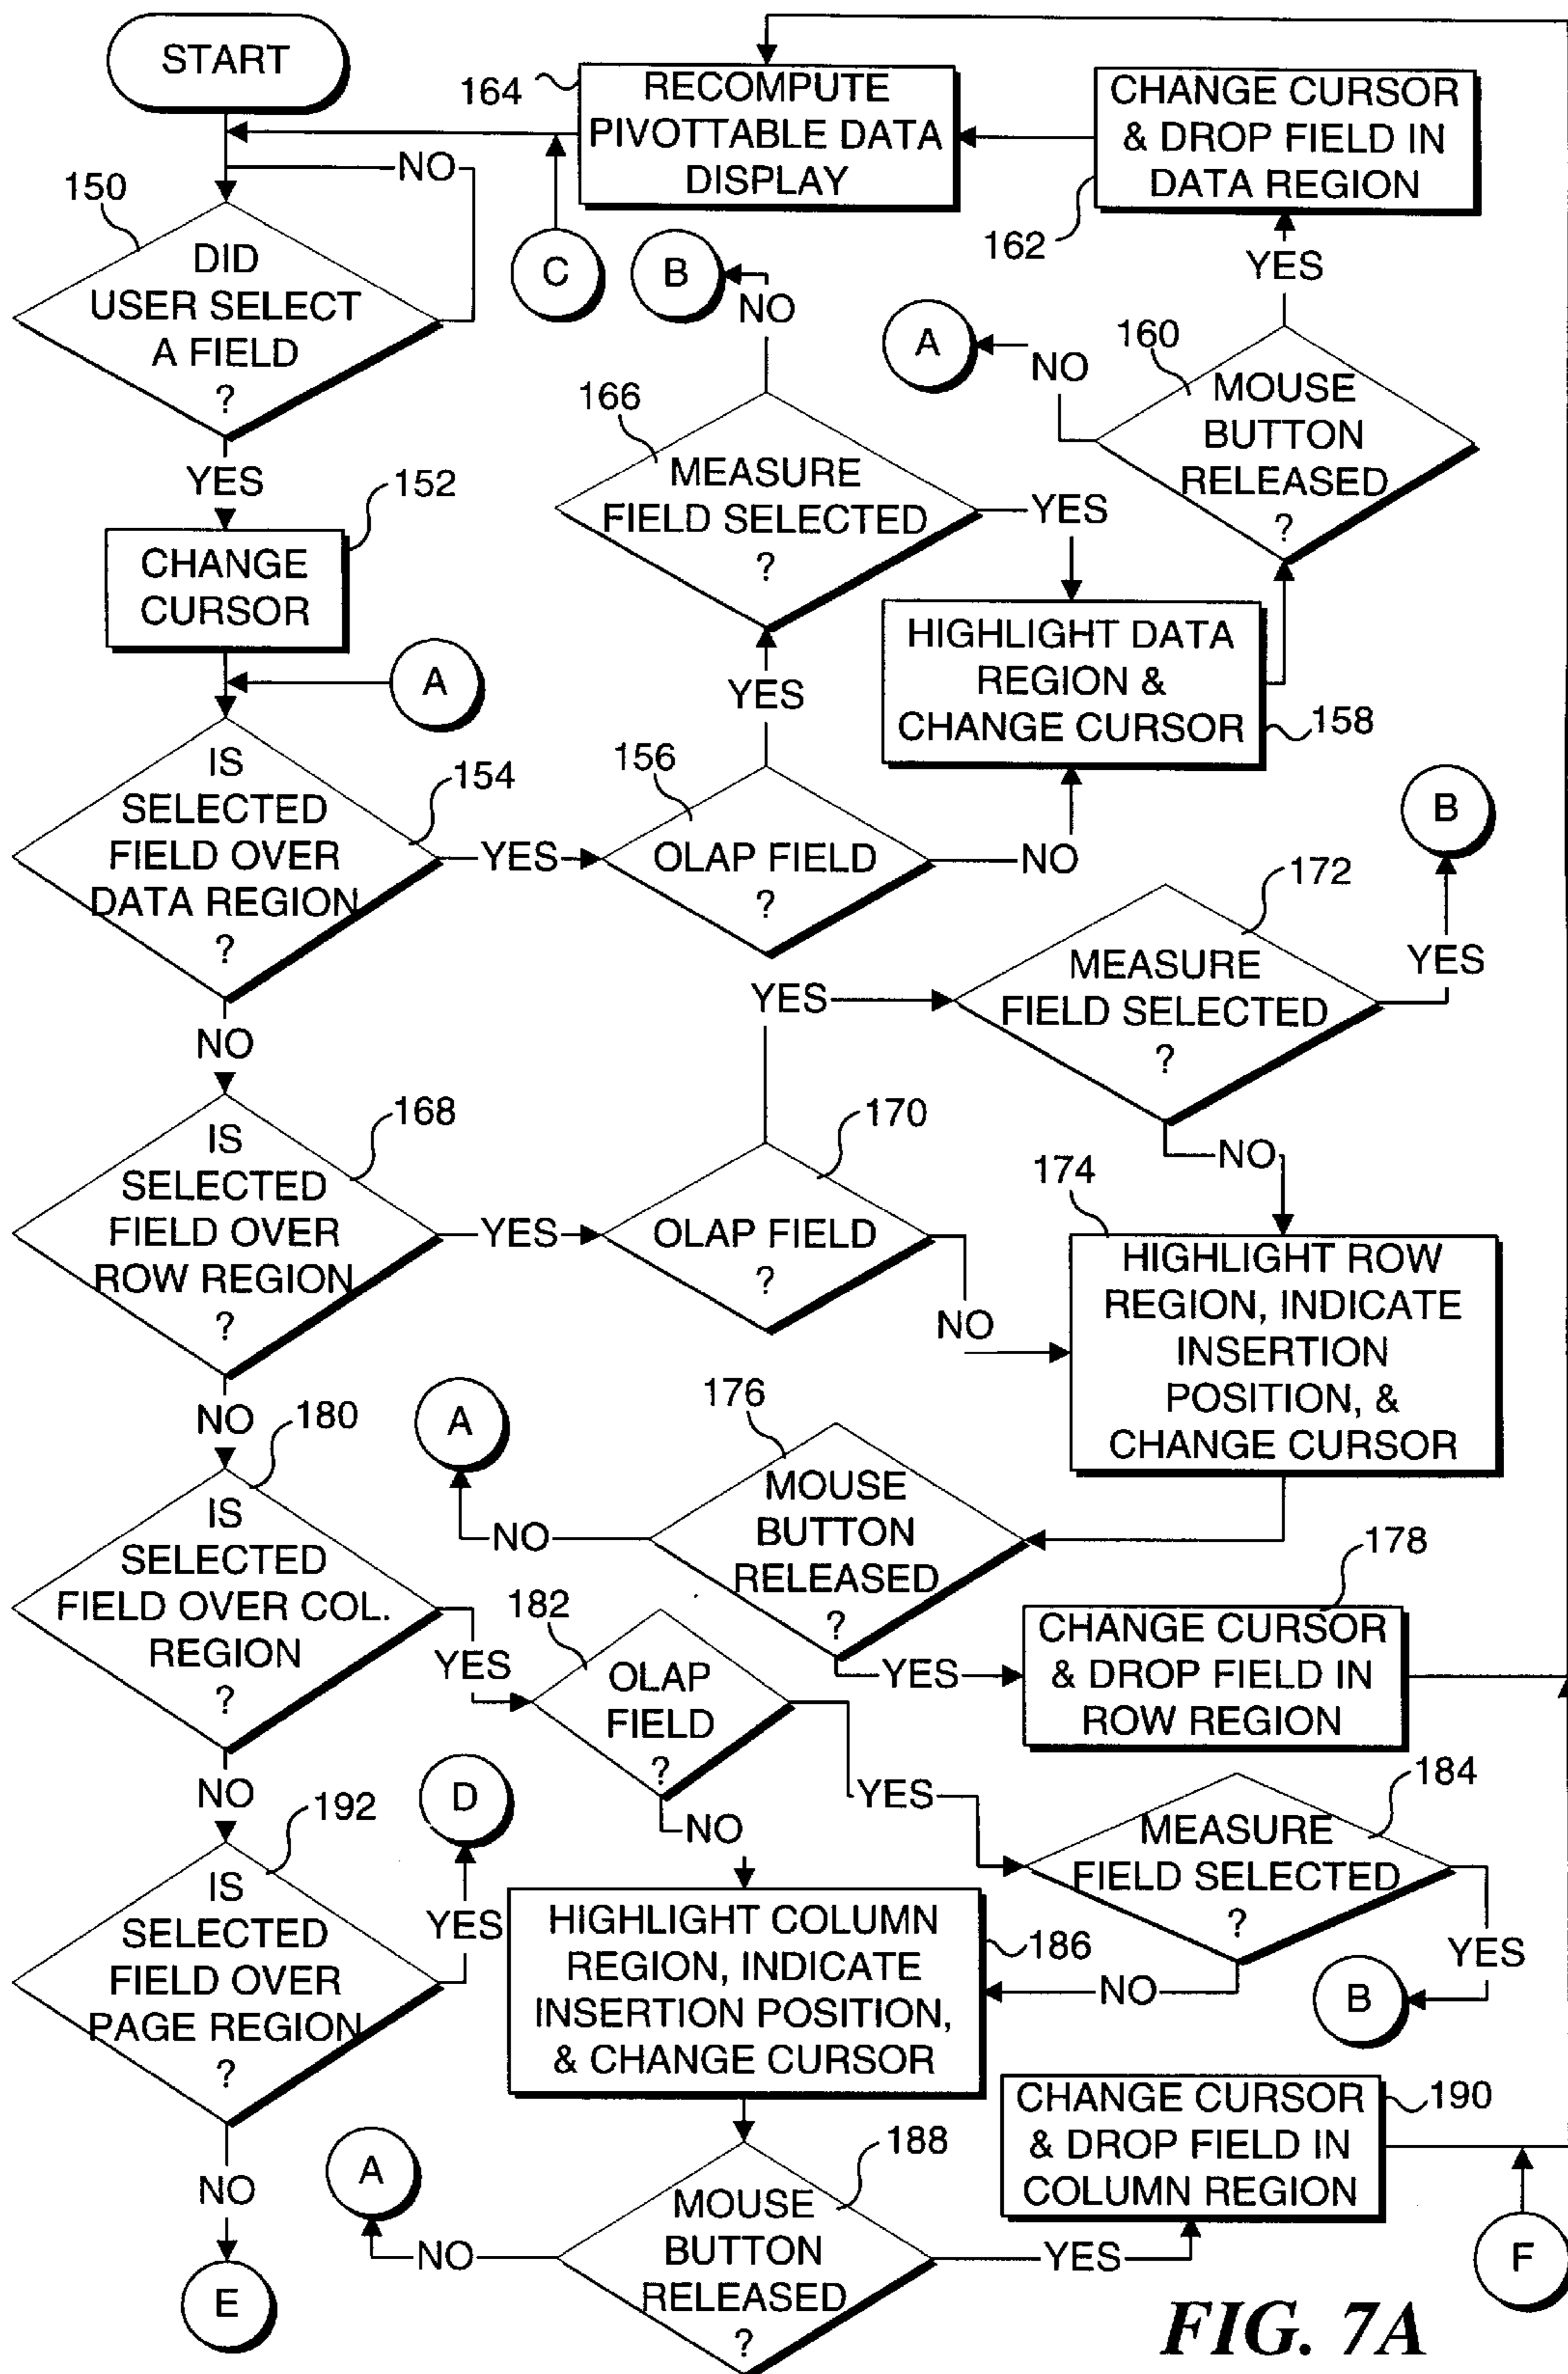 START
164
RECOMPUTE
PIVOTTABLE DATA
DISPLAY
CHANGE CURSOR
& DROP FIELD IN
DATA REGION
162
NO
150
DID
USER SELECT
A FIELD
?
C
B
NO
YES
A
NO
160
MOUSE
BUTTON
RELEASED
?
166
MEASURE
FIELD SELECTED
?
YES
YES
152
CHANGE
CURSOR
A
HIGHLIGHT DATA
REGION &
CHANGE CURSOR
158
YES
IS
SELECTED
FIELD OVER
DATA REGION
?
154
YES
156
OLAP FIELD
?
NO
B
172
MEASURE
FIELD SELECTED
?
YES
YES
NO
NO
IS
SELECTED
FIELD OVER
ROW REGION
?
168
YES
170
OLAP FIELD
?
NO
174
HIGHLIGHT ROW
REGION, INDICATE
INSERTION
POSITION, &
CHANGE CURSOR
NO
180
A
NO
176
MOUSE
BUTTON
RELEASED
?
YES
178
CHANGE CURSOR
& DROP FIELD IN
ROW REGION
IS
SELECTED
FIELD OVER COL.
REGION
?
YES
182
OLAP
FIELD
?
YES
NO
184
MEASURE
FIELD SELECTED
?
YES
B
NO
NO
192
D
YES
IS
SELECTED
FIELD OVER
PAGE REGION
?
HIGHLIGHT COLUMN
REGION, INDICATE
INSERTION POSITION,
& CHANGE CURSOR
186
CHANGE CURSOR
& DROP FIELD IN
COLUMN REGION
190
NO
E
A
NO
188
MOUSE
BUTTON
RELEASED
?
YES
F
FIG. 7A